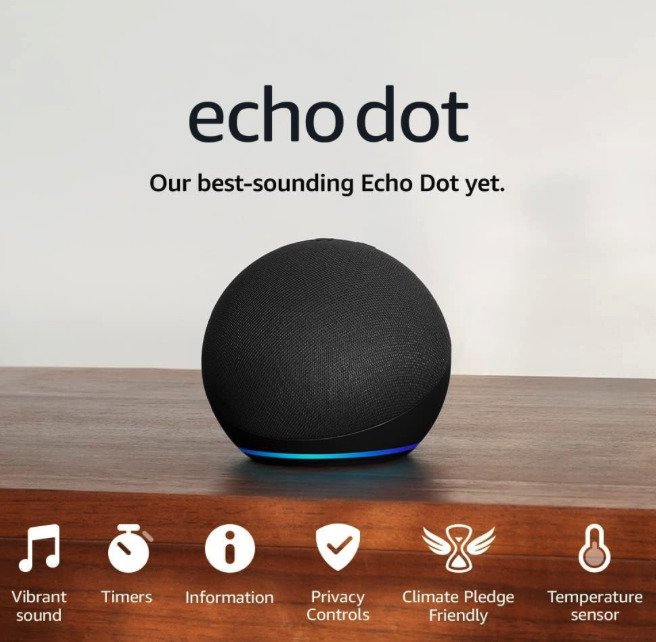 echo dot
Our best-sounding Echo Dot yet.
Vibrant
sound
Timers
Information
Privacy
Controls
Climate Pledge
Friendly
Temperature
sensor